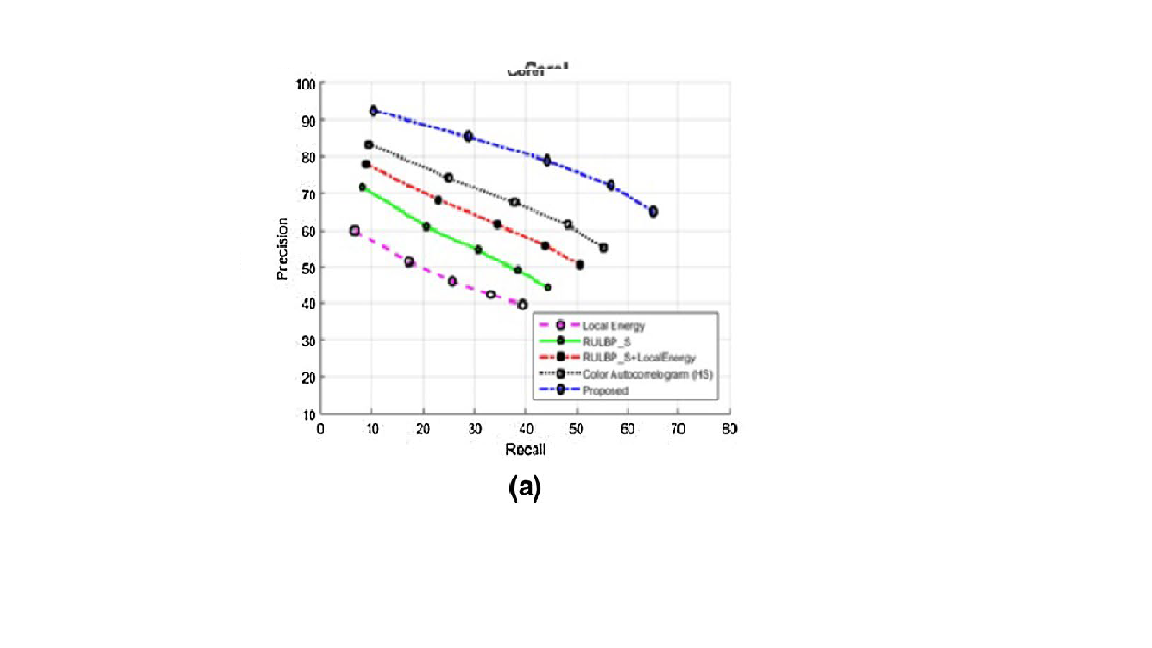 100
90
80
70
60
50
40
30
20
10
Precision
Local Energy
RULBP_S
RULBP_S+LocalEnergy
Color Autocorrelogram (HS)
Proposed
0 10 20 30 40 50 60 70 80
Recall
(a)